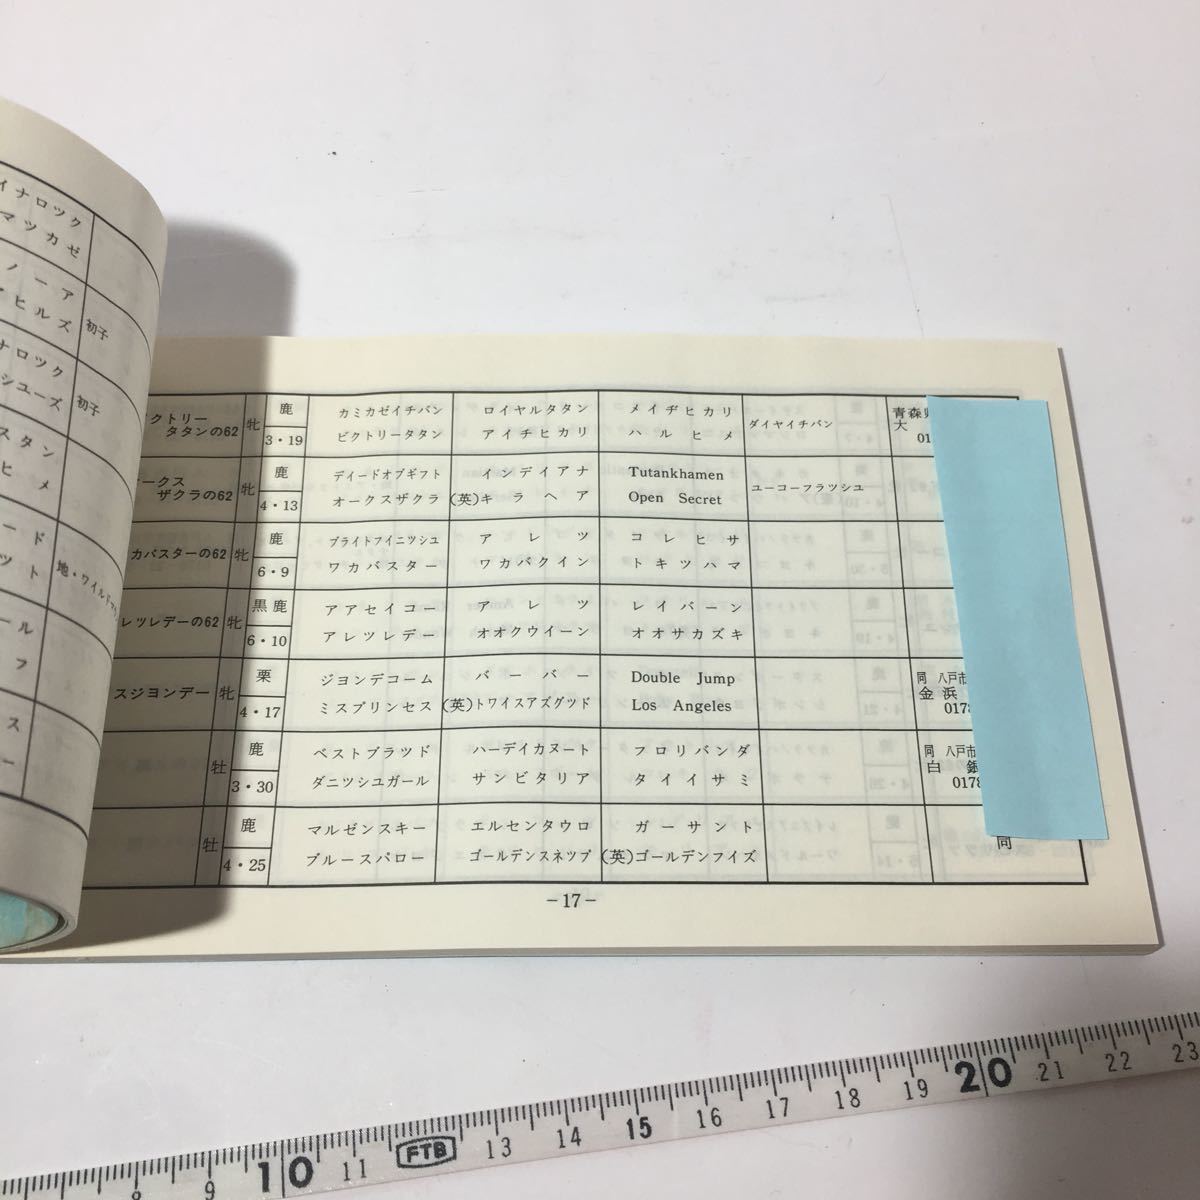 イナロツク
マツカゼ
ノーア
ヒルズ
初子
ナロツク
シユーズ
初子
スタン
ヒメ
ード
ツト
地・ワイルドマ
ール
フ
ス
ー
クトリー
タタンの62
牝
鹿
3・19
カミカゼイチバン
ビクトリータタン
ロイヤルタタン
アイチヒカリ
メイヂヒカリ
ハルヒメ
ダイヤイチバン
青森県
大
01
ークス
ザクラの62
牝
鹿
4・13
デイードオブギフト
オークスザクラ
インデイアナ
(英)キラヘア
Tutankhamen
Open Secret
ユーコーフラツシユ
カバスターの62
牝
鹿
6・9
ブライトフイニツシユ
ワカバスター
アレツ
ワカバクイン
コレヒサ
トキツハマ
レツレデーの62
牝
黒鹿
6・10
アアセイコー
アレツレデー
アレツ
オオクウイーン
レイバーン
オオサカズキ
スジヨンデー
牝
栗
4・17
ジヨンデコーム
ミスプリンセス
バーバー
(英)トワイスアズグツド
Double Jump
Los Angeles
同 八戸市
金浜
0178
牡
鹿
3・30
ベストブラツド
ダニツシユガール
ハーデイカヌート
サンビタリア
フロリバンダ
タイイサミ
同 八戸市
白銀
0178
牡
鹿
4・25
マルゼンスキー
ブルースパロー
エルセンタウロ
ゴールデンスネツプ
ガーサント
(英)ゴールデンフイズ
同
−17−
8 9 10 11 FTB 13 14 15 16 17 18 19 20 21 22 23